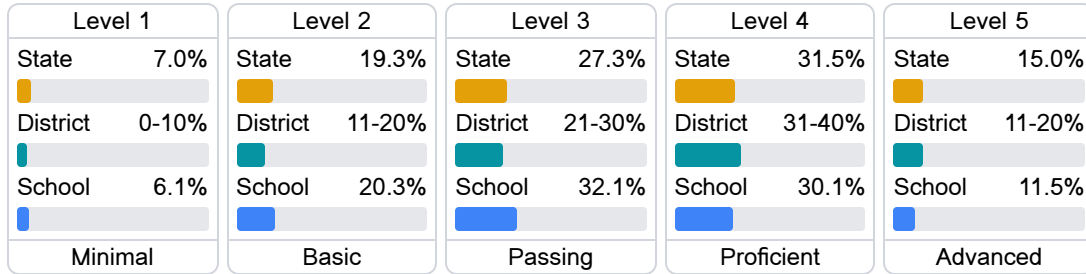 Level 1
State 7.0%
District 0-10%
School 6.1%
Minimal
Level 2
State 19.3%
District 11-20%
School 20.3%
Basic
Level 3
State 27.3%
District 21-30%
School 32.1%
Passing
Level 4
State 31.5%
District 31-40%
School 30.1%
Proficient
Level 5
State 15.0%
District 11-20%
School 11.5%
Advanced